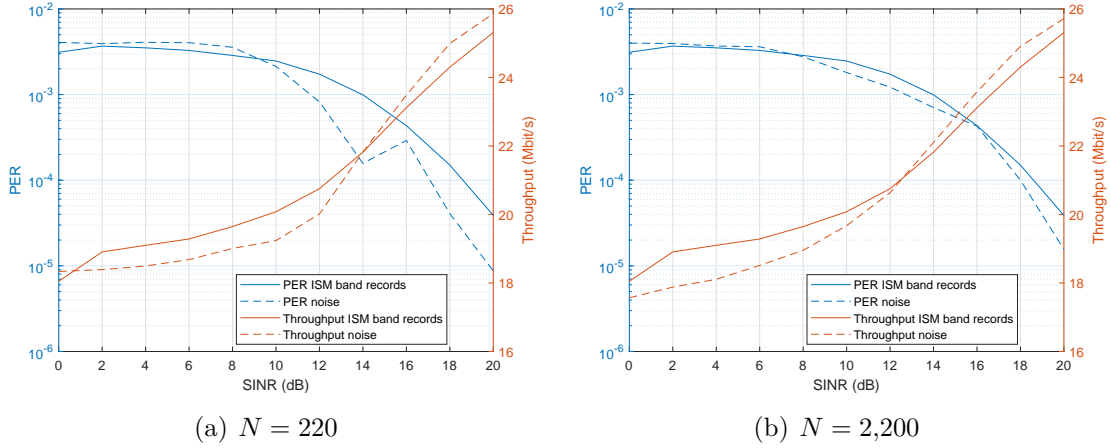 10^-2
10^-3
10^-4
10^-5
10^-6
PER
26
24
22
20
18
16
Throughput (Mbit/s)
PER ISM band records
PER noise
Throughput ISM band records
Throughput noise
0 2 4 6 8 10 12 14 16 18 20
SINR (dB)
(a) N = 220
10^-2
10^-3
10^-4
10^-5
10^-6
PER
26
24
22
20
18
16
Throughput (Mbit/s)
PER ISM band records
PER noise
Throughput ISM band records
Throughput noise
0 2 4 6 8 10 12 14 16 18 20
SINR (dB)
(b) N = 2,200